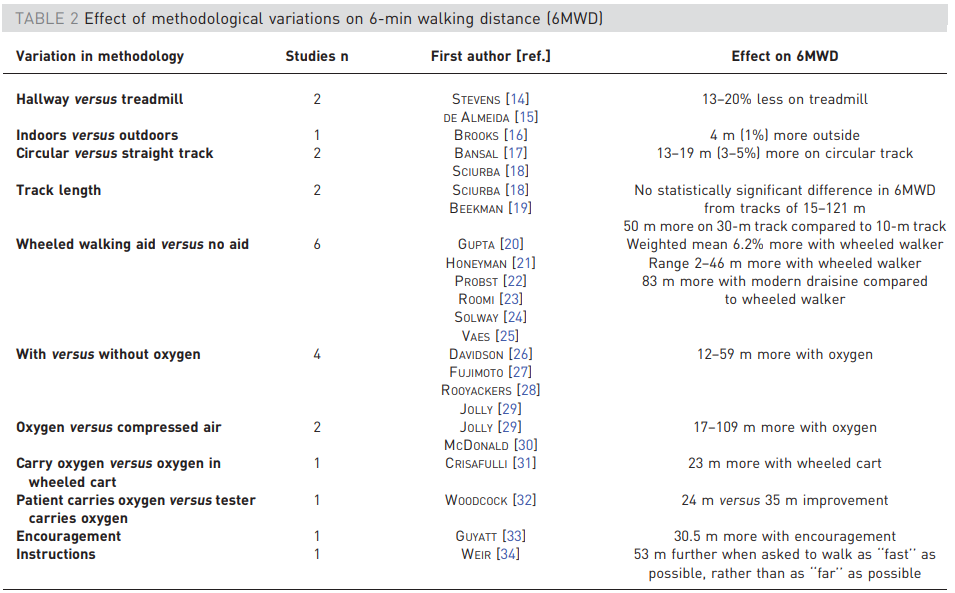 TABLE 2 Effect of methodological variations on 6-min walking distance (6MWD)
Variation in methodology Studies n First author [ref.] Effect on 6MWD
Hallway versus treadmill 2 STEVENS [14] 13–20% less on treadmill
DE ALMEIDA [15]
Indoors versus outdoors 1 BROOKS [16] 4 m (1%) more outside
Circular versus straight track 2 BANSAL [17] 13–19 m (3–5%) more on circular track
SCIURBA [18]
Track length 2 SCIURBA [18] No statistically significant difference in 6MWD
BEEKMAN [19] from tracks of 15–121 m
50 m more on 30-m track compared to 10-m track
Wheeled walking aid versus no aid 6 GUPTA [20] Weighted mean 6.2% more with wheeled walker
HONEYMAN [21] Range 2–46 m more with wheeled walker
PROBST [22] 83 m more with modern draisine compared
ROOMI [23] to wheeled walker
SOLWAY [24]
VAES [25]
With versus without oxygen 4 DAVIDSON [26] 12–59 m more with oxygen
FUJIMOTO [27]
ROOYACKERS [28]
JOLLY [29]
Oxygen versus compressed air 2 JOLLY [29] 17–109 m more with oxygen
MCDONALD [30]
Carry oxygen versus oxygen in 1 CRISAFULLI [31] 23 m more with wheeled cart
wheeled cart
Patient carries oxygen versus tester 1 WOODCOCK [32] 24 m versus 35 m improvement
carries oxygen
Encouragement 1 GUYATT [33] 30.5 m more with encouragement
Instructions 1 WEIR [34] 53 m further when asked to walk as ‘‘fast’’ as
possible, rather than as ‘‘far’’ as possible